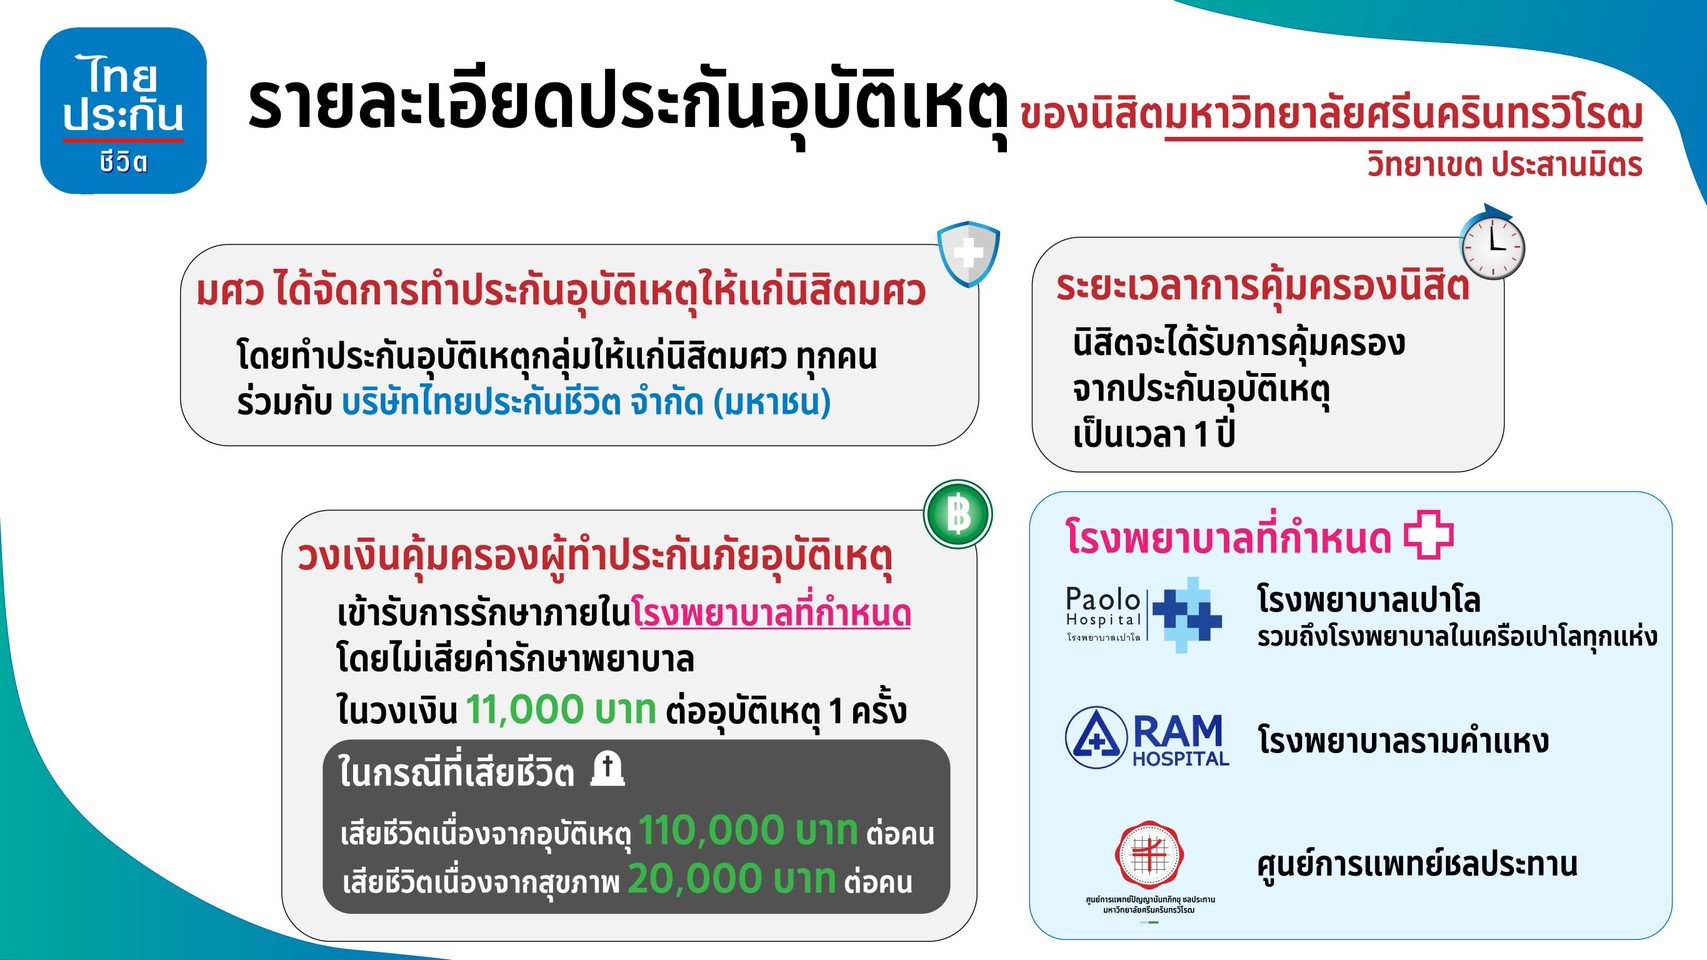 ไทย
ประกัน
ชีวิต
รายละเอียดประกันอุบัติเหตุ ของนิสิตมหาวิทยาลัยศรีนครินทรวิโรฒ
วิทยาเขต ประสานมิตร
มศว ได้จัดการทำประกันอุบัติเหตุให้แก่นิสิตมศว
โดยทำประกันอุบัติเหตุกลุ่มให้แก่นิสิตมศว ทุกคน
ร่วมกับ บริษัทไทยประกันชีวิต จำกัด (มหาชน)
ระยะเวลาการคุ้มครองนิสิต
นิสิตจะได้รับการคุ้มครอง
จากประกันอุบัติเหตุ
เป็นเวลา 1 ปี
วงเงินคุ้มครองผู้ทำประกันภัยอุบัติเหตุ
เข้ารับการรักษาภายในโรงพยาบาลที่กำหนด
โดยไม่เสียค่ารักษาพยาบาล
ในวงเงิน 11,000 บาท ต่ออุบัติเหตุ 1 ครั้ง
ในกรณีที่เสียชีวิต
เสียชีวิตเนื่องจากอุบัติเหตุ 110,000 บาท ต่อคน
เสียชีวิตเนื่องจากสุขภาพ 20,000 บาท ต่อคน
โรงพยาบาลที่กำหนด
Paolo
Hospital
โรงพยาบาลเปาโล
โรงพยาบาลเปาโล
รวมถึงโรงพยาบาลในเครือเปาโลทุกแห่ง
RAM
HOSPITAL
โรงพยาบาลรามคำแหง
ศูนย์การแพทย์ปัญญานันทภิกขุ ชลประทาน
มหาวิทยาลัยศรีนครินทรวิโรฒ
ศูนย์การแพทย์ชลประทาน